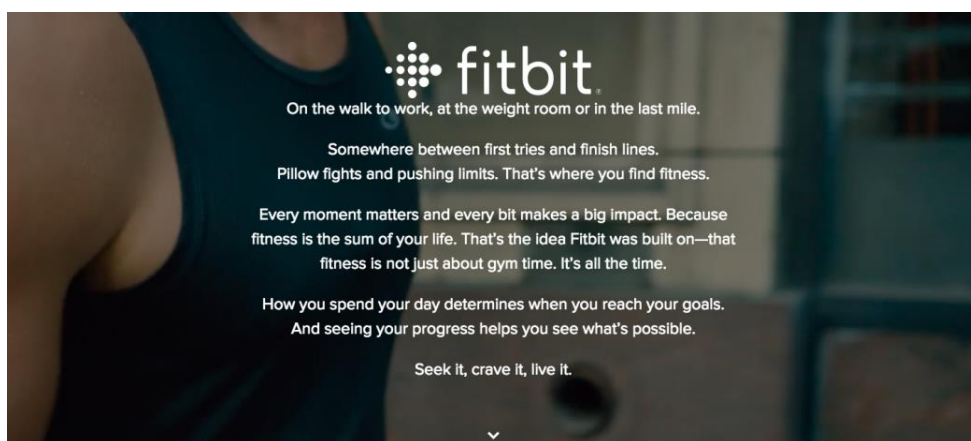 fitbit
On the walk to work, at the weight room or in the last mile.
Somewhere between first tries and finish lines.
Pillow fights and pushing limits. That’s where you find fitness.
Every moment matters and every bit makes a big impact. Because
fitness is the sum of your life. That’s the idea Fitbit was built on—that
fitness is not just about gym time. It’s all the time.
How you spend your day determines when you reach your goals.
And seeing your progress helps you see what’s possible.
Seek it, crave it, live it.